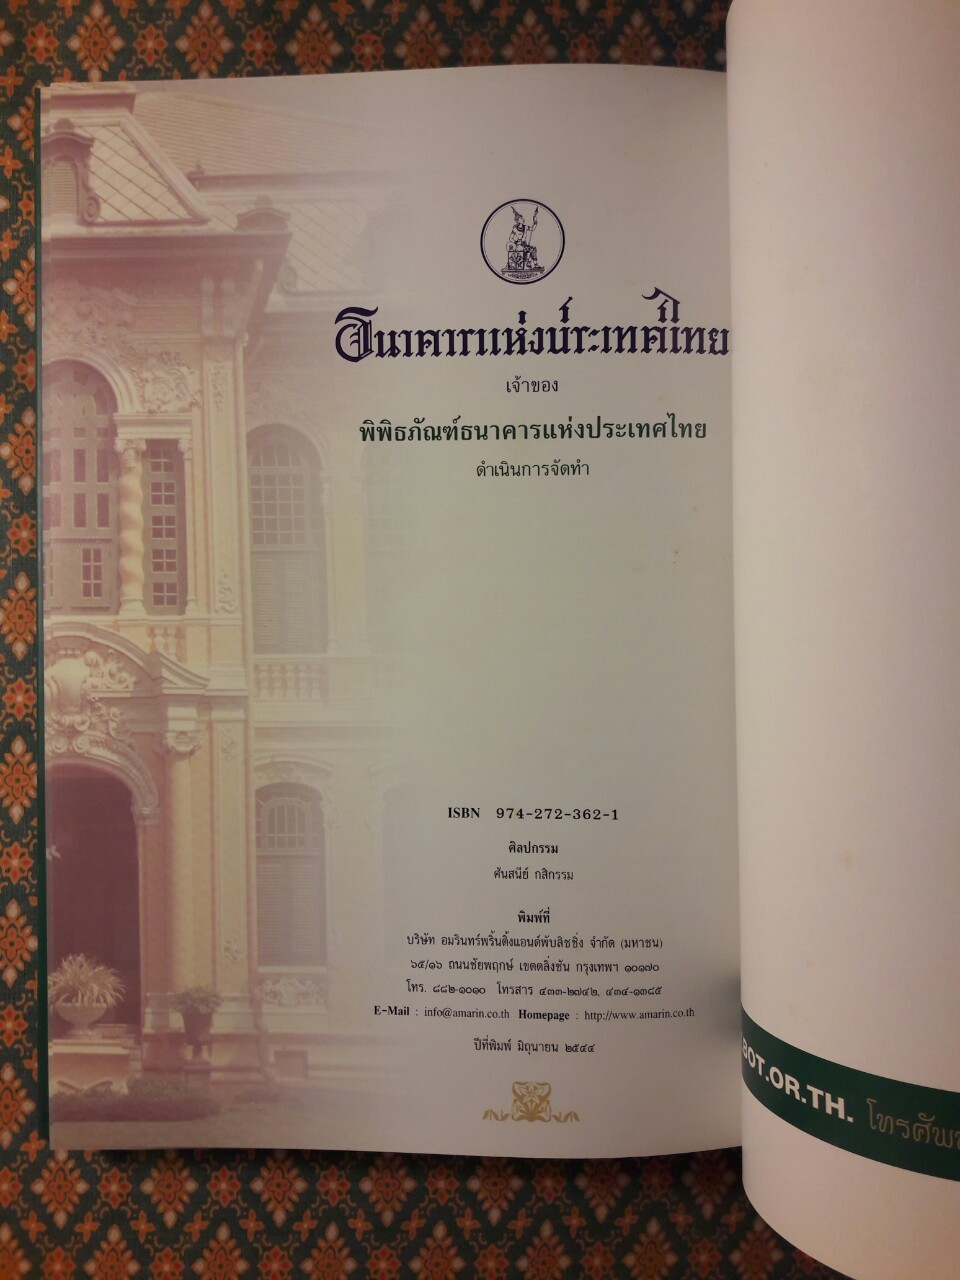 ธนาคารแห่งประเทศไทย
เจ้าของ
พิพิธภัณฑ์ธนาคารแห่งประเทศไทย
ดำเนินการจัดทำ
ISBN 974-272-362-1
ศิลปกรรม
ศันสนีย์ กสิกรรม
พิมพ์ที่
บริษัท อมรินทร์พริ้นติ้งแอนด์พับลิชชิ่ง จำกัด (มหาชน)
๖๕/๑๖ ถนนชัยพฤกษ์ เขตตลิ่งชัน กรุงเทพฯ ๑๐๑๗๐
โทร. ๘๘๒-๑๐๑๐ โทรสาร ๔๓๓-๒๗๔๒, ๔๓๔-๑๓๘๕
E-Mail : info@amarin.co.th Homepage : http://www.amarin.co.th
ปีที่พิมพ์ มิถุนายน ๒๕๔๔
BOT.OR.TH. โทรศัพ